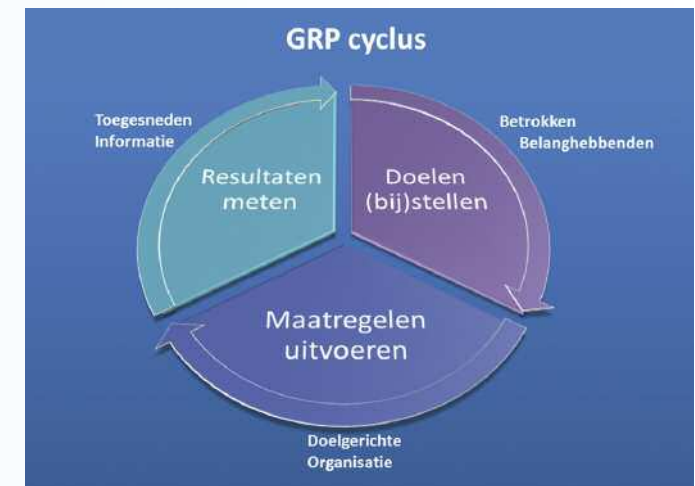 GRP cyclus
Toegesneden
Informatie
Resultaten
meten
Doelen
(bij)stellen
Betrokken
Belanghebbenden
Maatregelen
uitvoeren
Doelgerichte
Organisatie